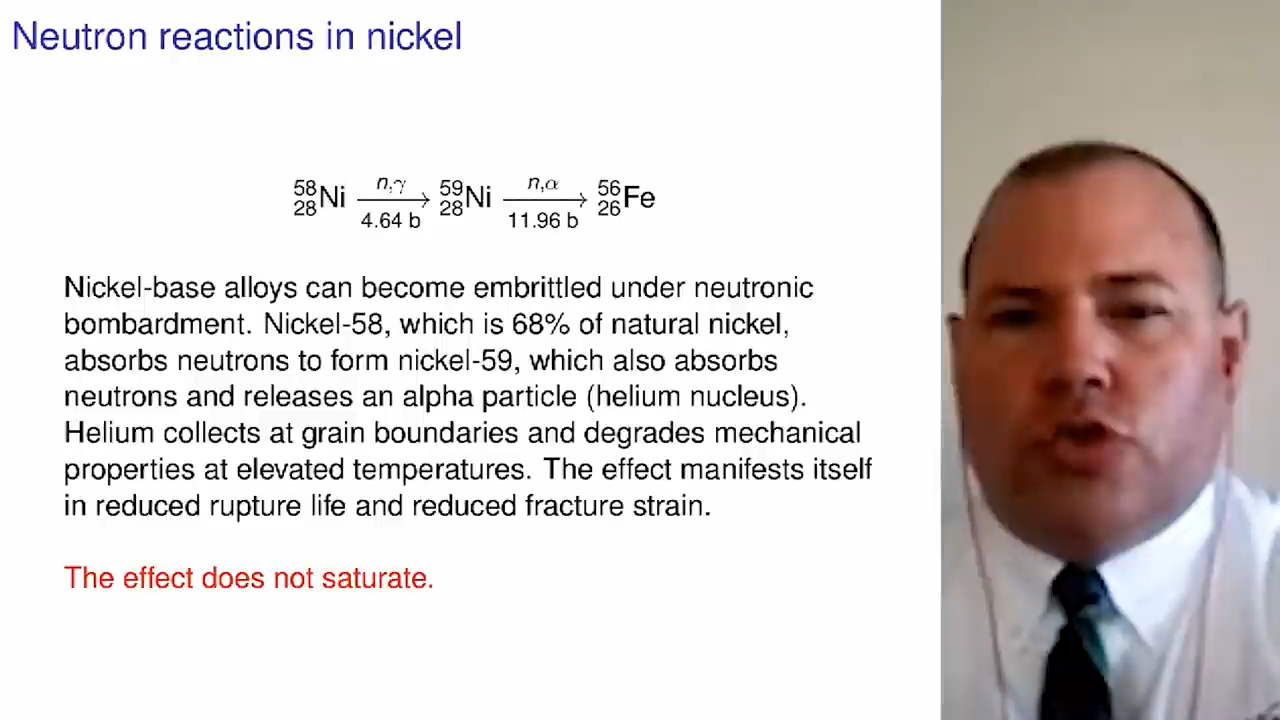 Neutron reactions in nickel
⁵⁸₂₈Ni —n,γ→ 4.64 b ⁵⁹₂₈Ni —n,α→ 11.96 b ⁵⁶₂₆Fe
Nickel-base alloys can become embrittled under neutronic
bombardment. Nickel-58, which is 68% of natural nickel,
absorbs neutrons to form nickel-59, which also absorbs
neutrons and releases an alpha particle (helium nucleus).
Helium collects at grain boundaries and degrades mechanical
properties at elevated temperatures. The effect manifests itself
in reduced rupture life and reduced fracture strain.
The effect does not saturate.